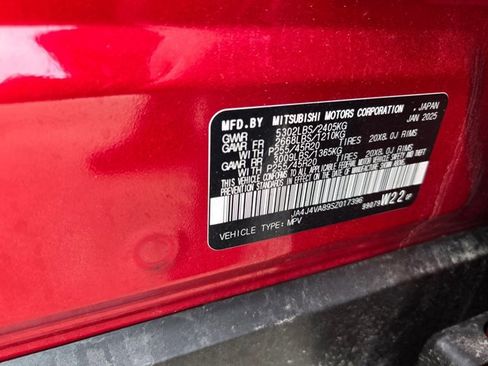 MFD.BY MITSUBISHI MOTORS CORPORATION, JAPAN
GVWR 5302LBS/2405KG JAN 2025
GAWR FR 2668LBS/1210KG
WITH P255/45R20 TIRES 20X8.0J RIMS
GAWR RR 3009LBS/1365KG
WITH P255/45R20 TIRES 20X8.0J RIMS
THIS VEHICLE CONFORMS TO ALL APPLICABLE FEDERAL
MOTOR VEHICLE SAFETY AND THEFT
PREVENTION STANDARDS IN EFFECT ON THE DATE
OF MANUFACTURE SHOWN ABOVE.
JA4J4VA89SZ017396 99079 W22
VEHICLE TYPE: MPV